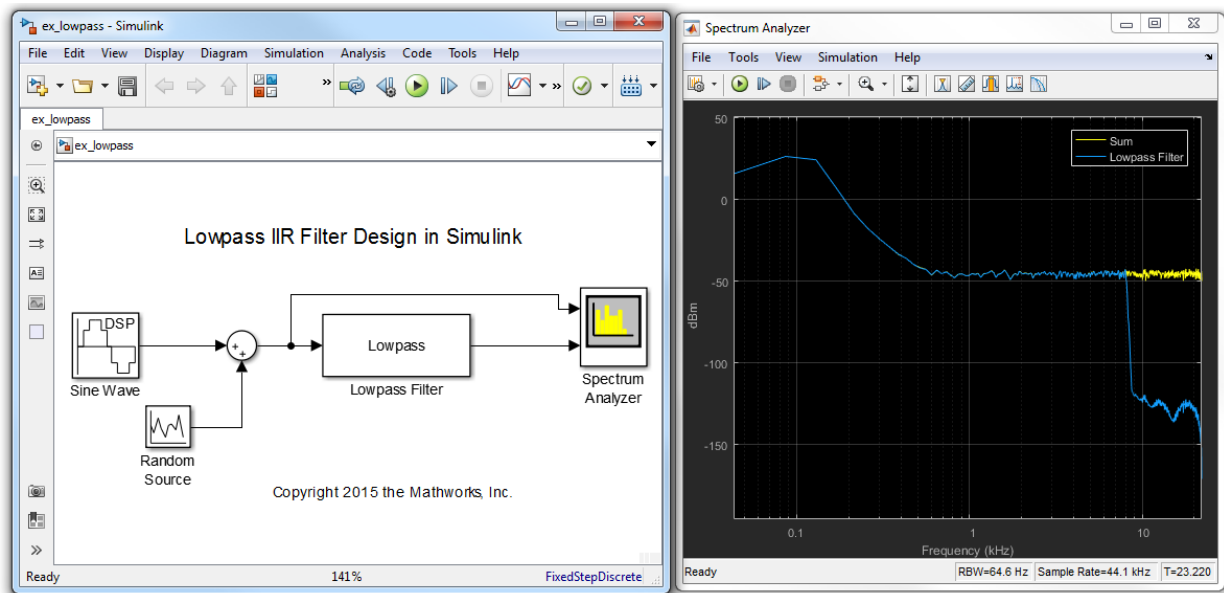 ex_lowpass - Simulink
File Edit View Display Diagram Simulation Analysis Code Tools Help
ex_lowpass
ex_lowpass
Lowpass IIR Filter Design in Simulink
DSP
Sine Wave
Random
Source
Lowpass
Lowpass Filter
Spectrum
Analyzer
Copyright 2015 the Mathworks, Inc.
Ready 141% FixedStepDiscrete
Spectrum Analyzer
File Tools View Simulation Help
Sum
Lowpass Filter
50
0
-50
-100
-150
dBm
0.1 1 10
Frequency (kHz)
Ready RBW=64.6 Hz Sample Rate=44.1 kHz T=23.220